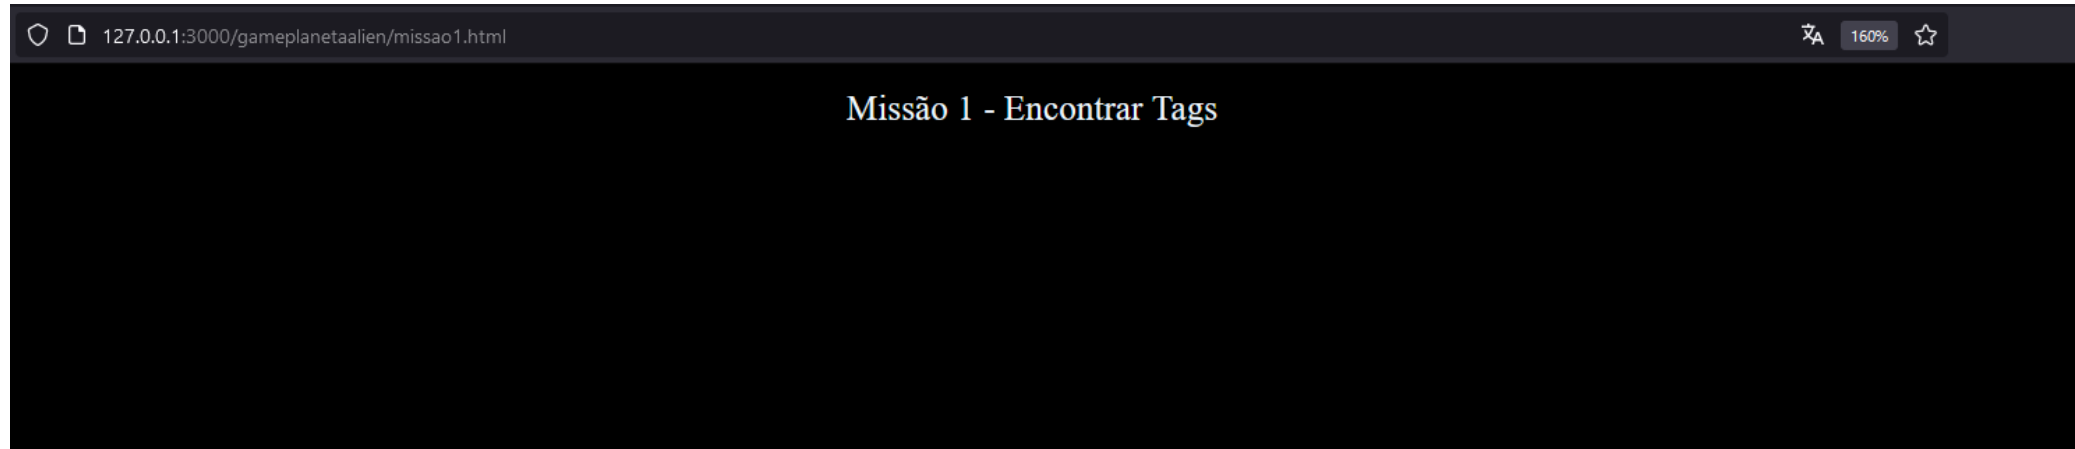 127.0.0.1:3000/gameplanetaalien/missao1.html
160%
Missão 1 - Encontrar Tags